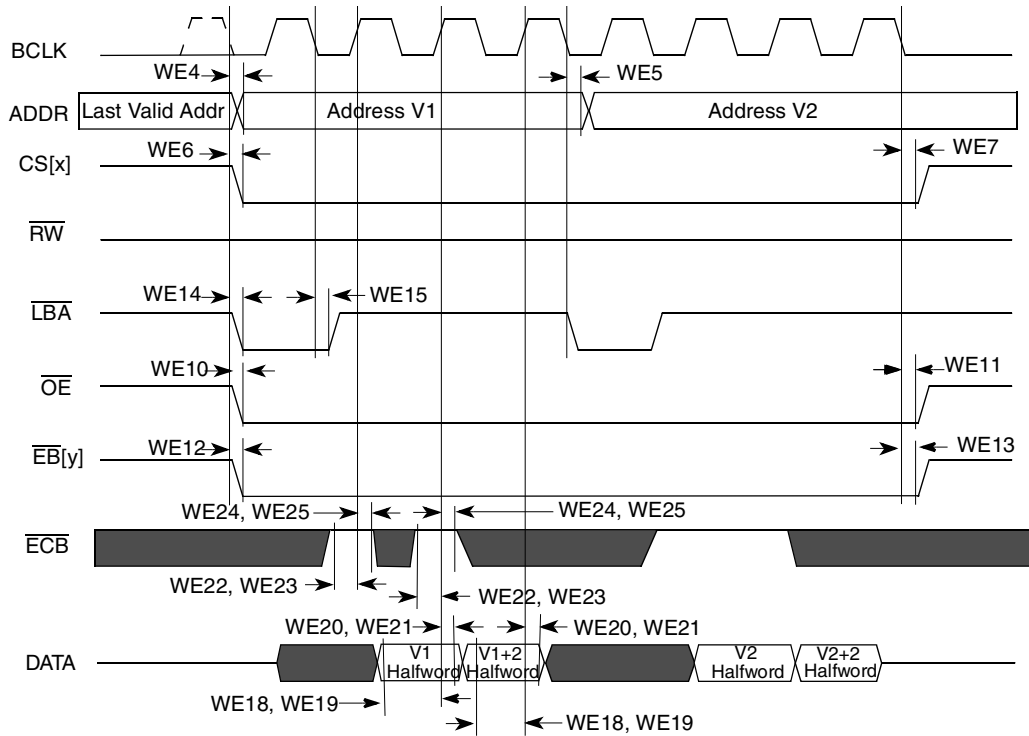 BCLK
WE4
WE5
ADDR
Last Valid Addr
Address V1
Address V2
WE6
WE7
CS[x]
RW
WE14
WE15
LBA
WE10
WE11
OE
WE12
WE13
EB[y]
WE24, WE25
WE24, WE25
ECB
WE22, WE23
WE22, WE23
WE20, WE21
WE20, WE21
DATA
V1
Halfword
V1+2
Halfword
V2
Halfword
V2+2
Halfword
WE18, WE19
WE18, WE19